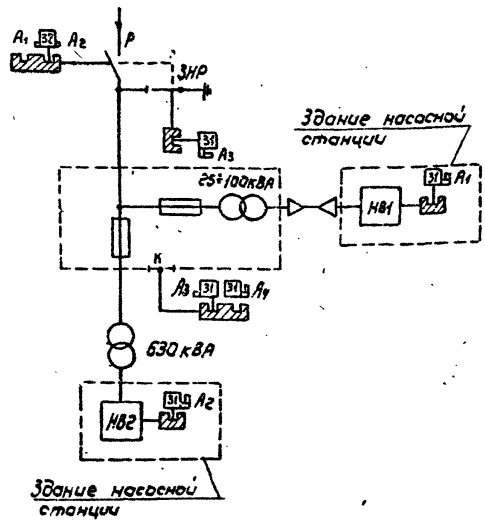 A1
32
A2
P
ЗНР
31
A3
Здание насосной
станции
25÷100кВА
НВ1
31
A1
К
A3
31
31
A4
630 кВА
НВ2
31
A2
Здание насосной
станции